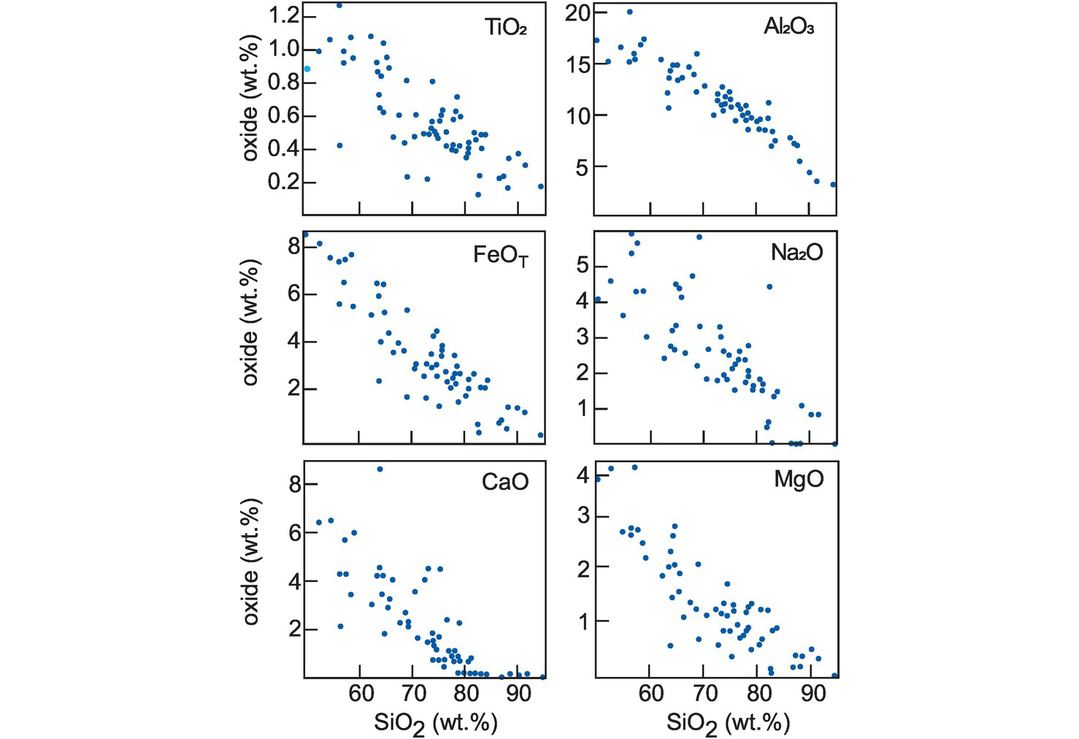 TiO₂
1.2
1.0
0.8
0.6
0.4
0.2
oxide (wt.%)
Al₂O₃
20
15
10
5
FeOT
8
6
4
2
oxide (wt.%)
Na₂O
5
4
3
2
1
CaO
8
6
4
2
oxide (wt.%)
60 70 80 90
SiO₂ (wt.%)
MgO
4
3
2
1
60 70 80 90
SiO₂ (wt.%)